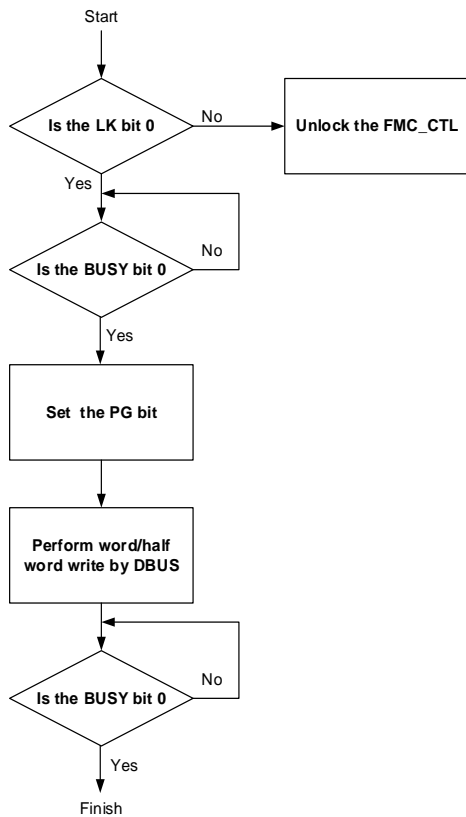 Start
Is the LK bit 0
No
Unlock the FMC_CTL
Yes
Is the BUSY bit 0
No
Yes
Set the PG bit
Perform word/half
word write by DBUS
Is the BUSY bit 0
No
Yes
Finish